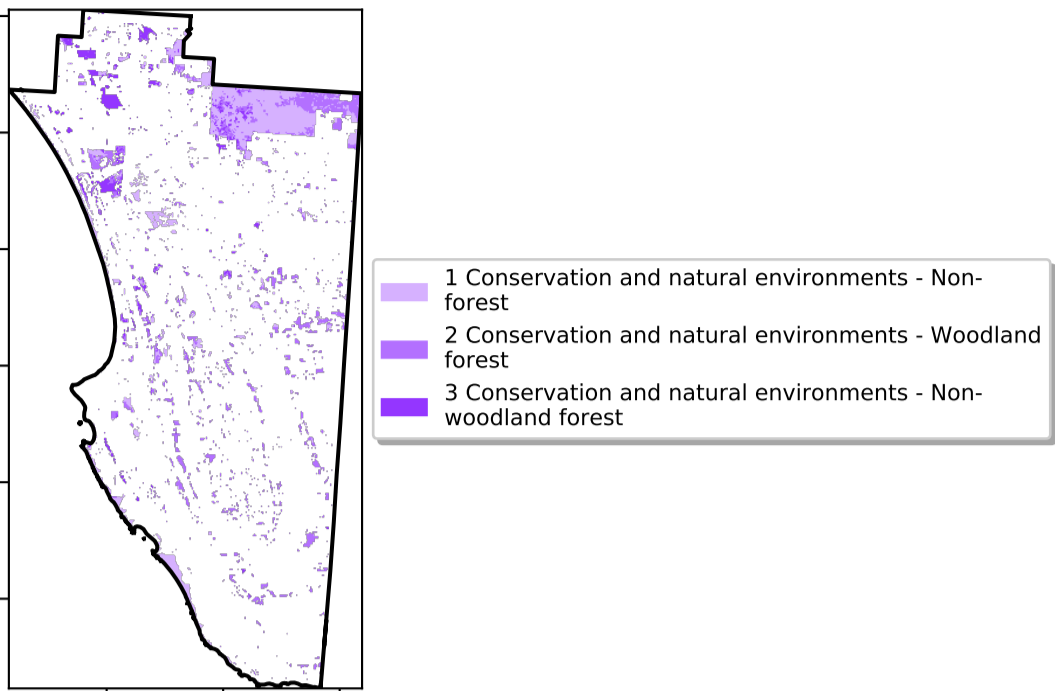 1 Conservation and natural environments - Non-
forest
2 Conservation and natural environments - Woodland
forest
3 Conservation and natural environments - Non-
woodland forest